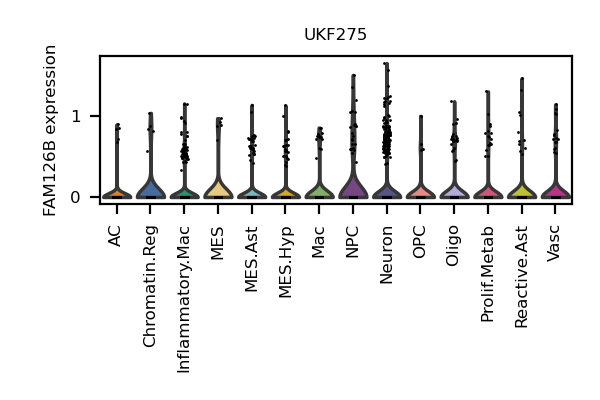 UKF275
FAM126B expression
1
0
AC
Chromatin.Reg
Inflammatory.Mac
MES
MES.Ast
MES.Hyp
Mac
NPC
Neuron
OPC
Oligo
Prolif.Metab
Reactive.Ast
Vasc